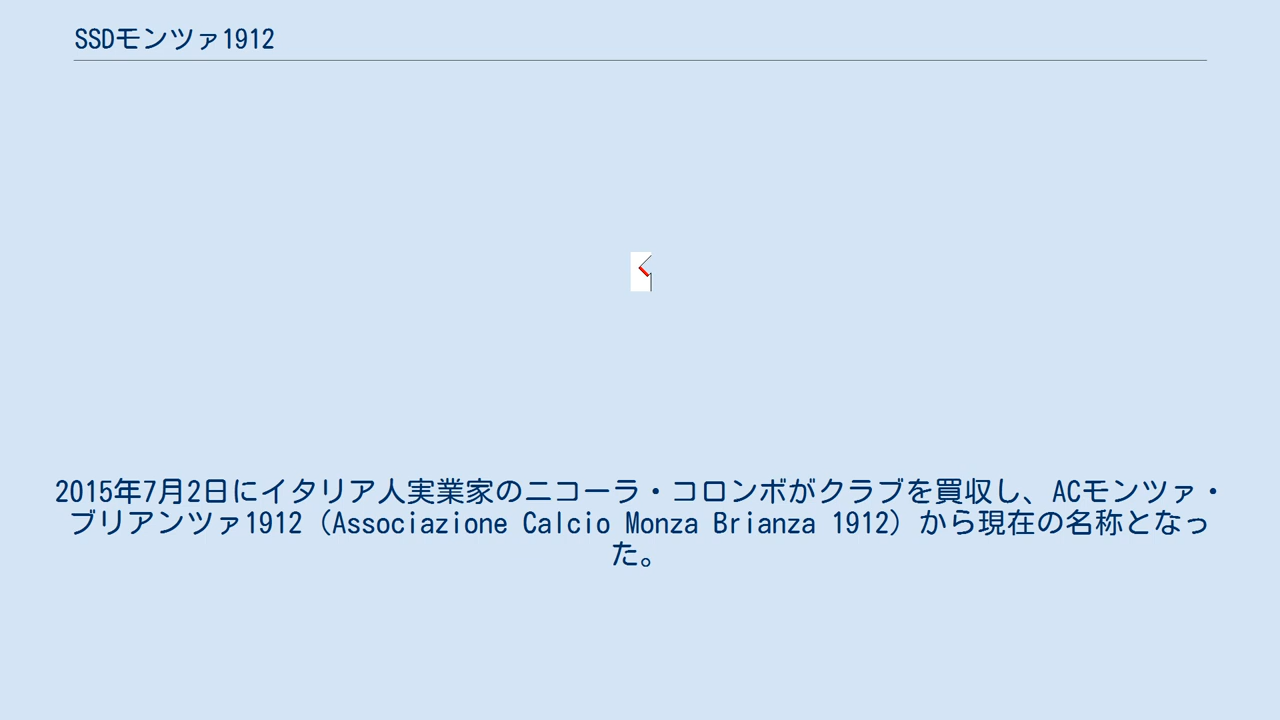 SSDモンツァ1912
2015年7月2日にイタリア人実業家のニコーラ・コロンボがクラブを買収し、ACモンツァ・
ブリアンツァ1912（Associazione Calcio Monza Brianza 1912）から現在の名称となっ
た。